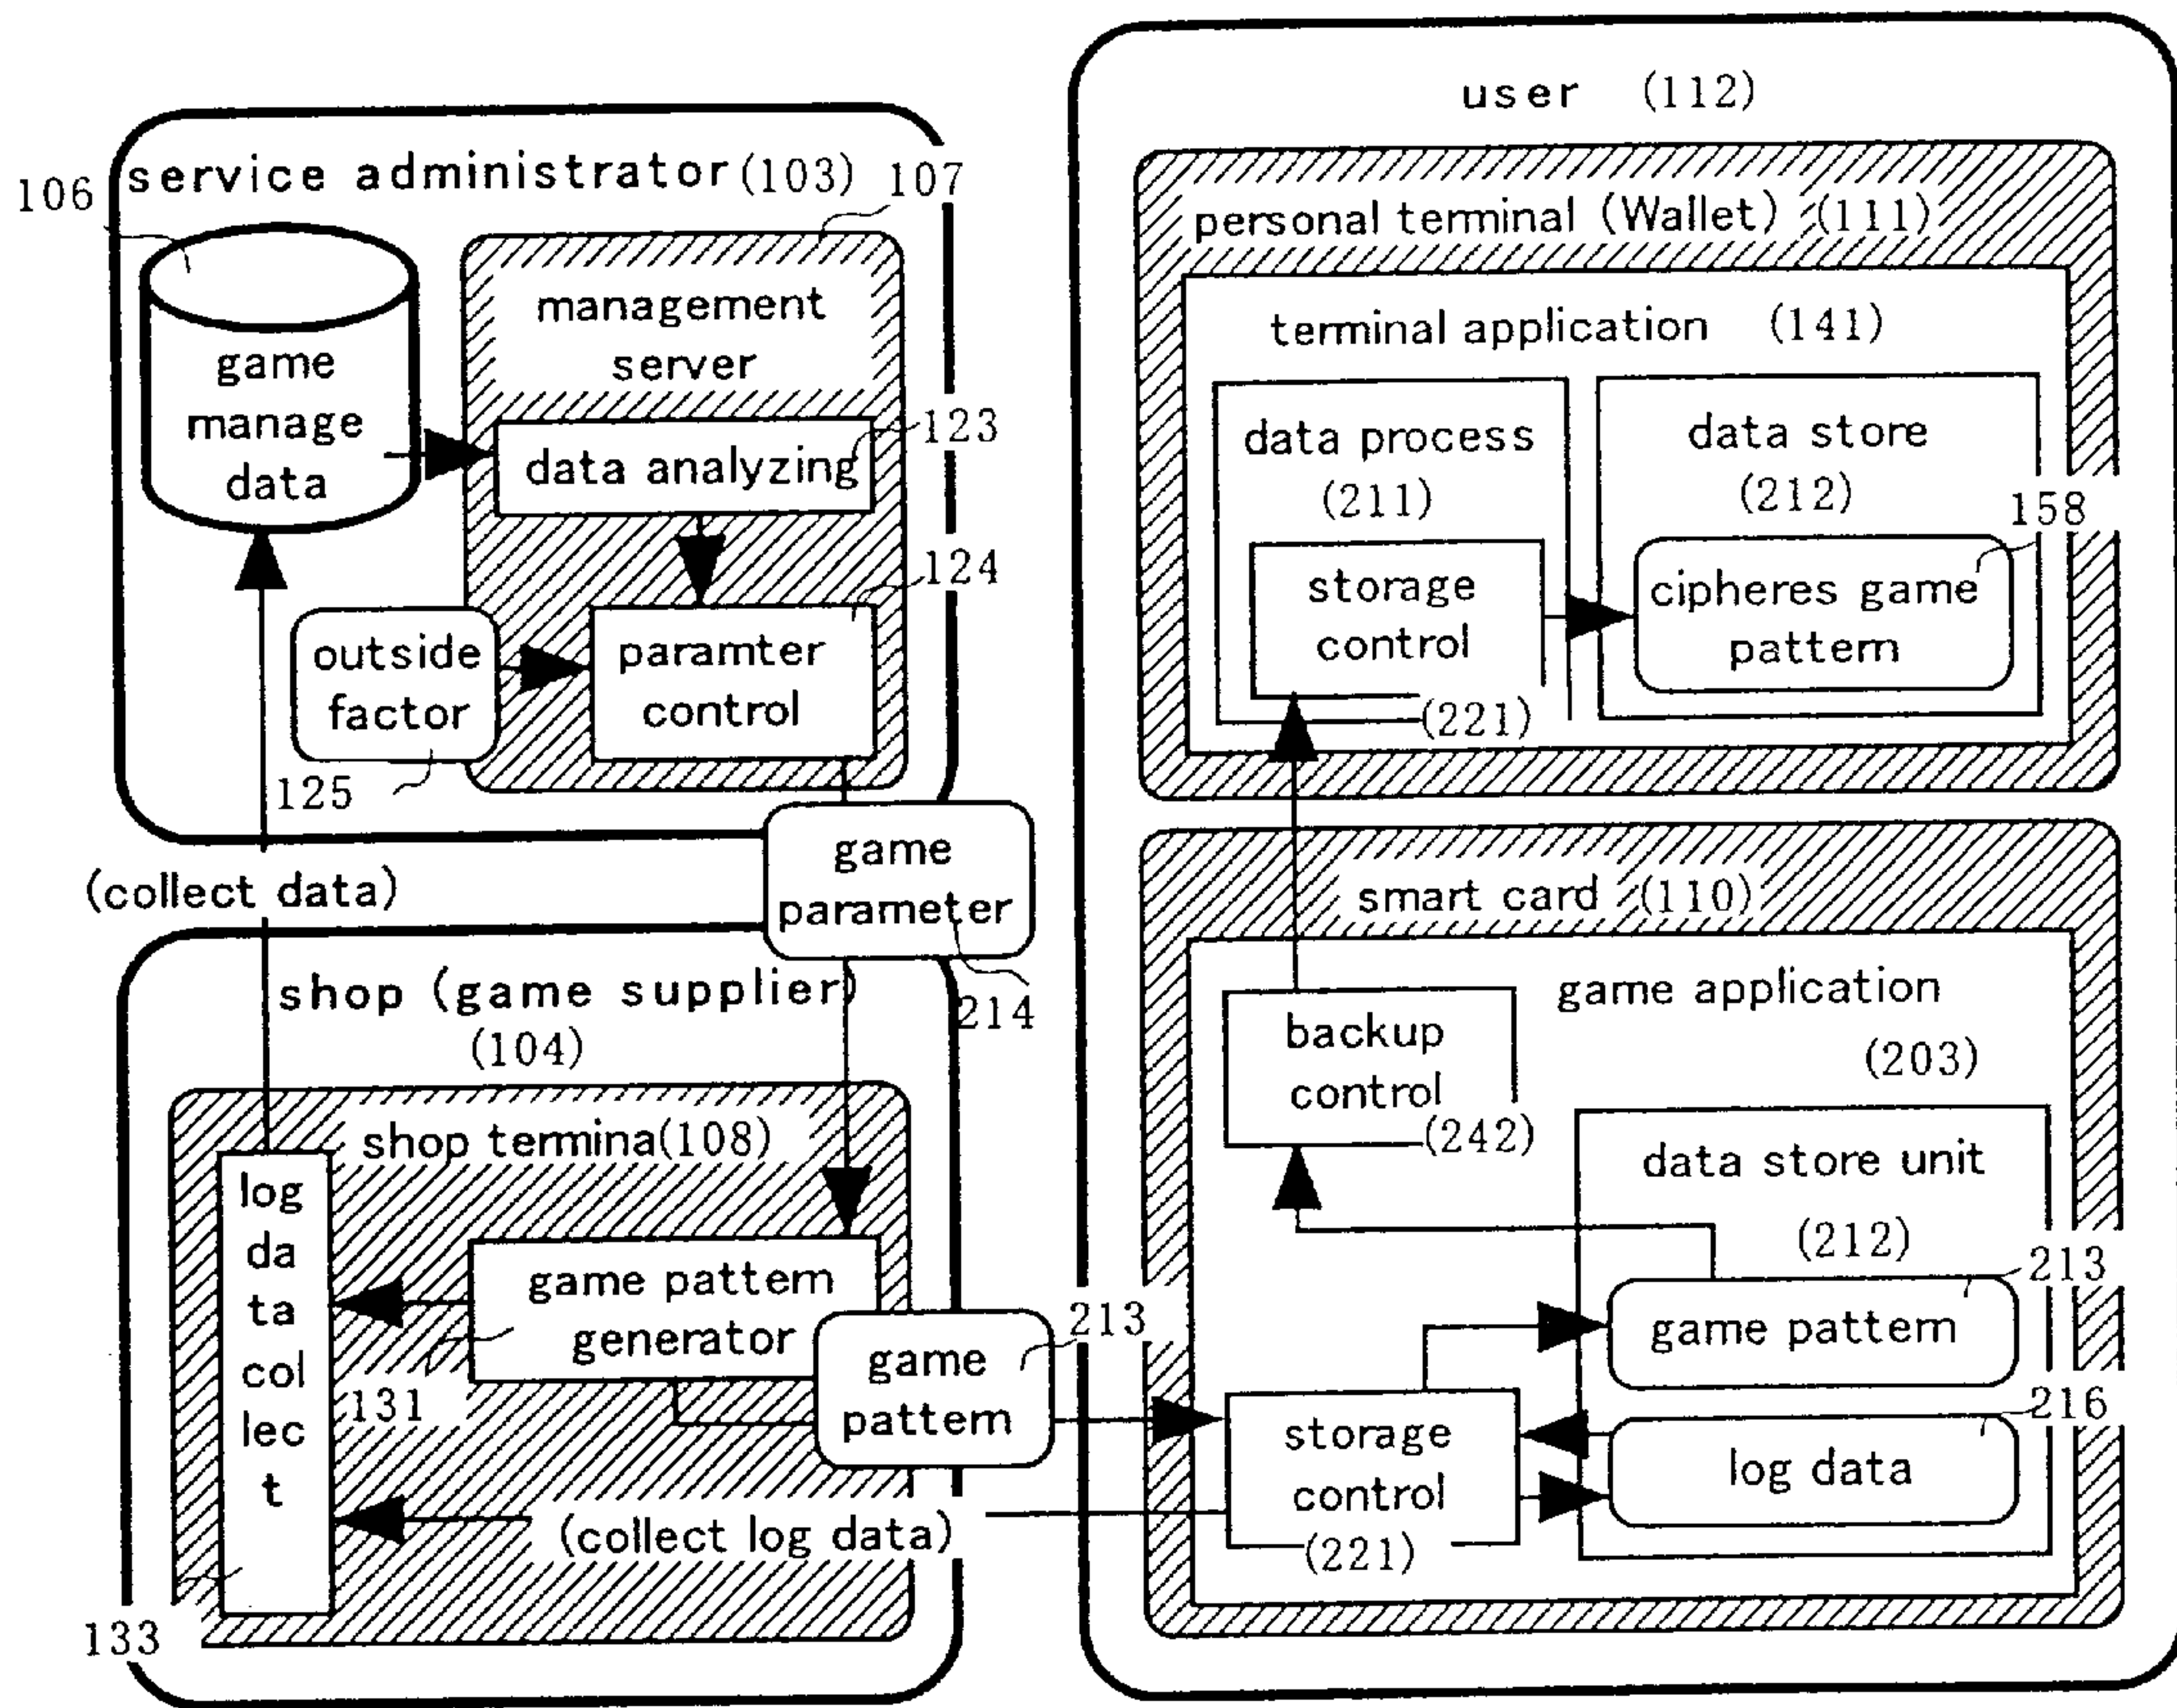 service administrator (103)
107
106
game
manage
data
management
server
data analyzing
123
124
outside
factor
paramter
control
125
game
parameter
214
(collect data)
shop (game supplier)
(104)
shop termina(108)
log
da
ta
col
lec
t
133
game pattern
generator
131
game
pattern
213
(collect log data)
user (112)
personal terminal (Wallet) (111)
terminal application (141)
data process
(211)
storage
control
(221)
data store
(212)
158
cipheres game
pattern
smart card (110)
game application
(203)
backup
control
(242)
data store unit
(212)
213
game pattern
216
log data
storage
control
(221)